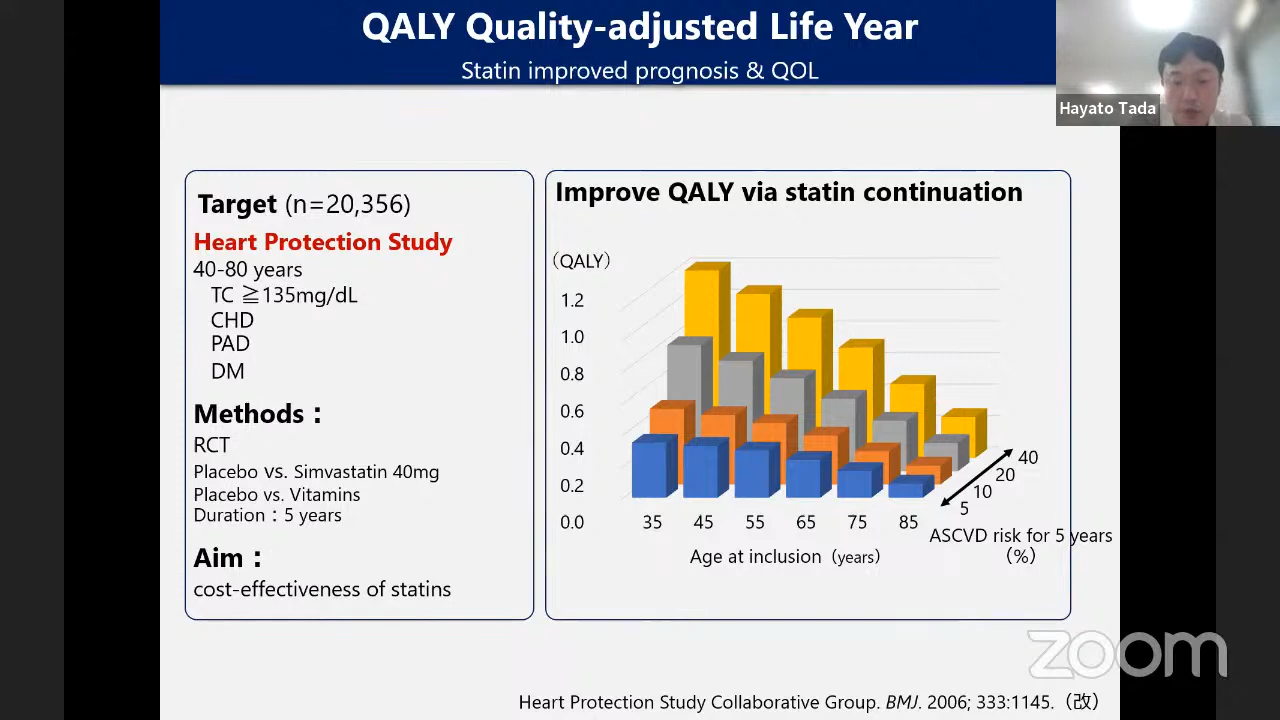 QALY Quality-adjusted Life Year
Statin improved prognosis & QOL
Hayato Tada
Target (n=20,356)
Heart Protection Study
40-80 years
TC ≧135mg/dL
CHD
PAD
DM
Methods：
RCT
Placebo vs. Simvastatin 40mg
Placebo vs. Vitamins
Duration：5 years
Aim：
cost-effectiveness of statins
Improve QALY via statin continuation
（QALY）
1.2
1.0
0.8
0.6
0.4
0.2
0.0
35 45 55 65 75 85
Age at inclusion（years）
40
20
10
5
ASCVD risk for 5 years
（%）
zoom
Heart Protection Study Collaborative Group. BMJ. 2006; 333:1145.（改）